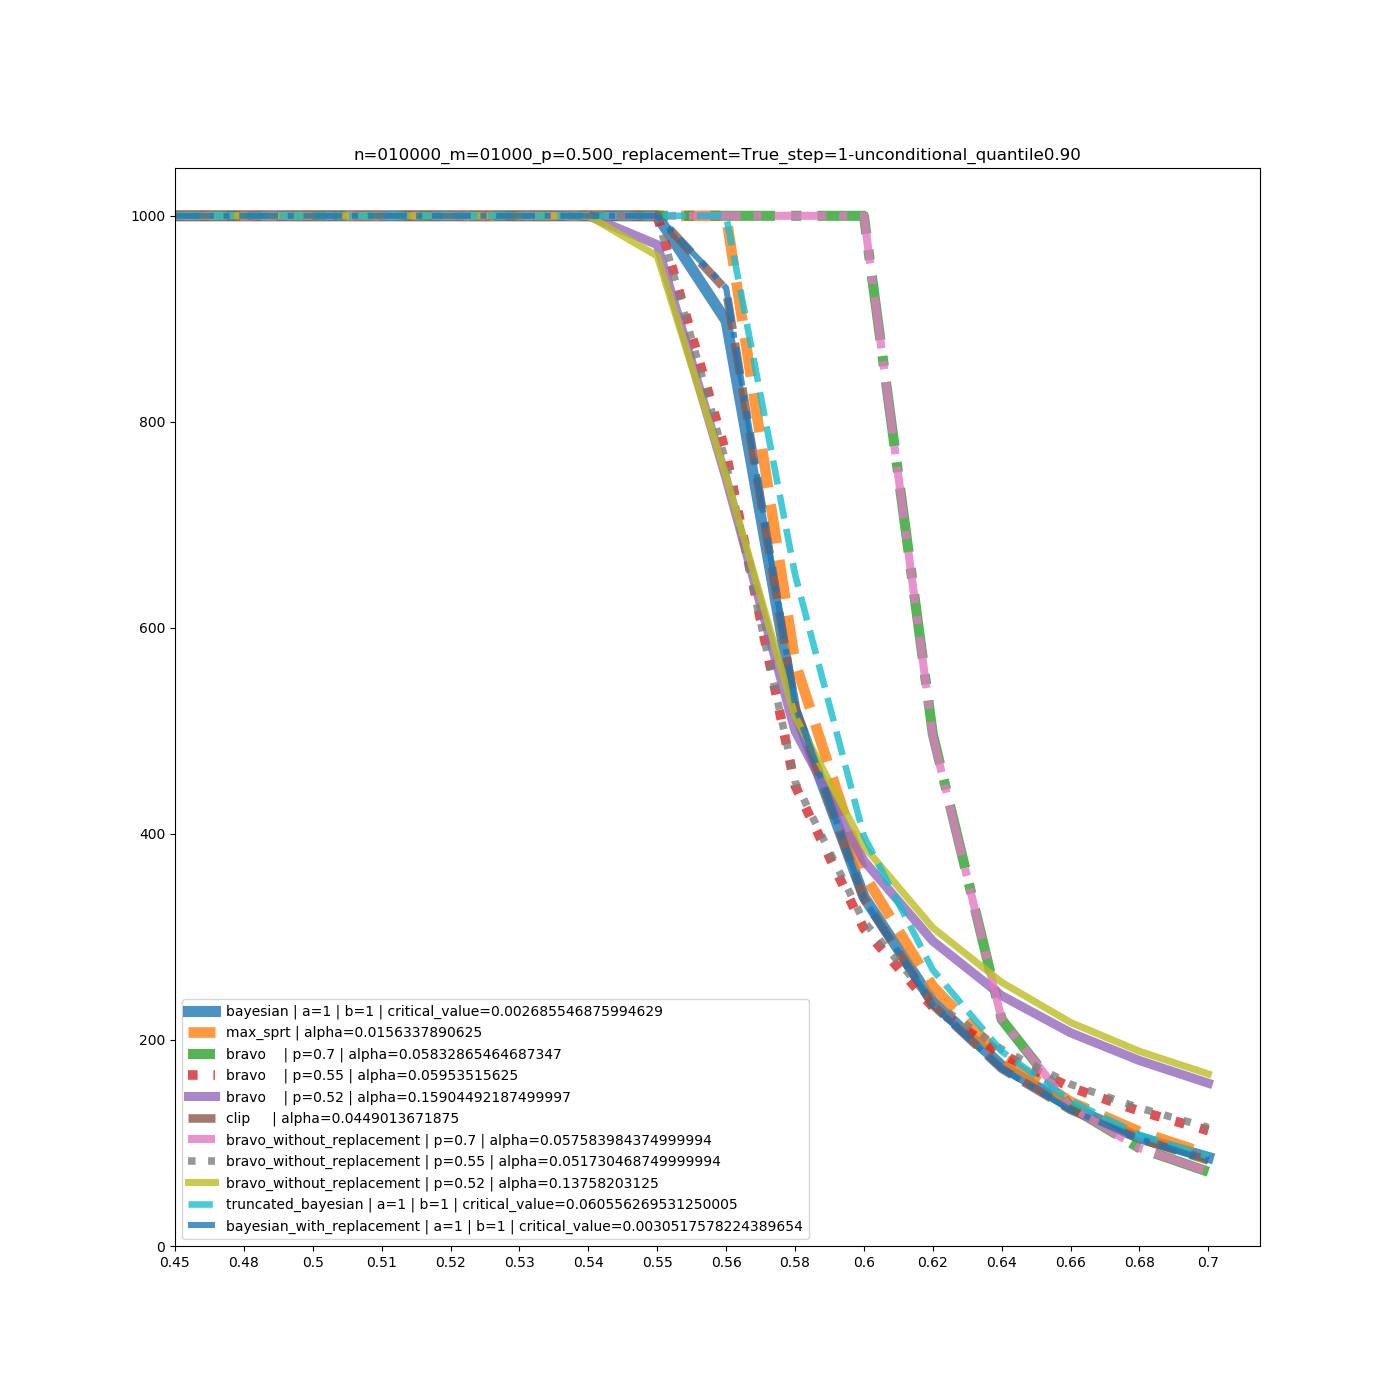 n=010000_m=01000_p=0.500_replacement=True_step=1-unconditional_quantile0.90
1000
800
600
400
200
0
bayesian | a=1 | b=1 | critical_value=0.002685546875994629
max_sprt | alpha=0.0156337890625
bravo | p=0.7 | alpha=0.05832865464687347
bravo | p=0.55 | alpha=0.05953515625
bravo | p=0.52 | alpha=0.15904492187499997
clip | alpha=0.0449013671875
bravo_without_replacement | p=0.7 | alpha=0.057583984374999994
bravo_without_replacement | p=0.55 | alpha=0.051730468749999994
bravo_without_replacement | p=0.52 | alpha=0.13758203125
truncated_bayesian | a=1 | b=1 | critical_value=0.060556269531250005
bayesian_with_replacement | a=1 | b=1 | critical_value=0.0030517578224389654
0.45 0.48 0.5 0.51 0.52 0.53 0.54 0.55 0.56 0.58 0.6 0.62 0.64 0.66 0.68 0.7